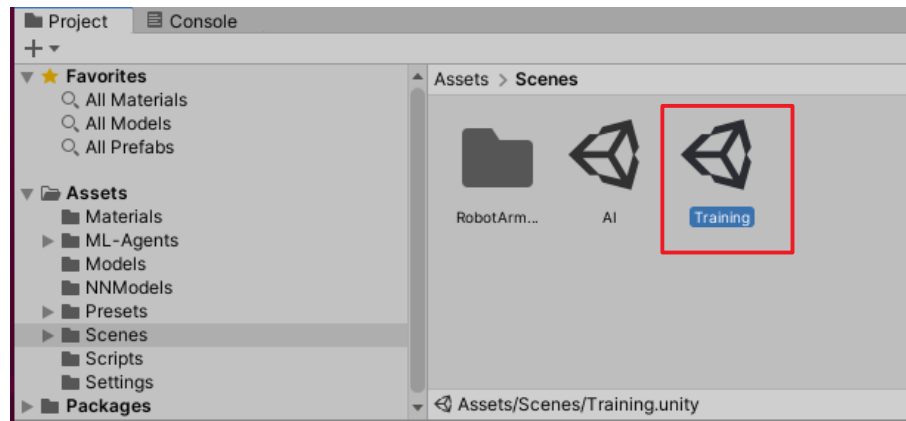 Project
Console
Favorites
All Materials
All Models
All Prefabs
Assets
Materials
ML-Agents
Models
NNModels
Presets
Scenes
Scripts
Settings
Packages
Assets > Scenes
RobotArm...
AI
Training
Assets/Scenes/Training.unity